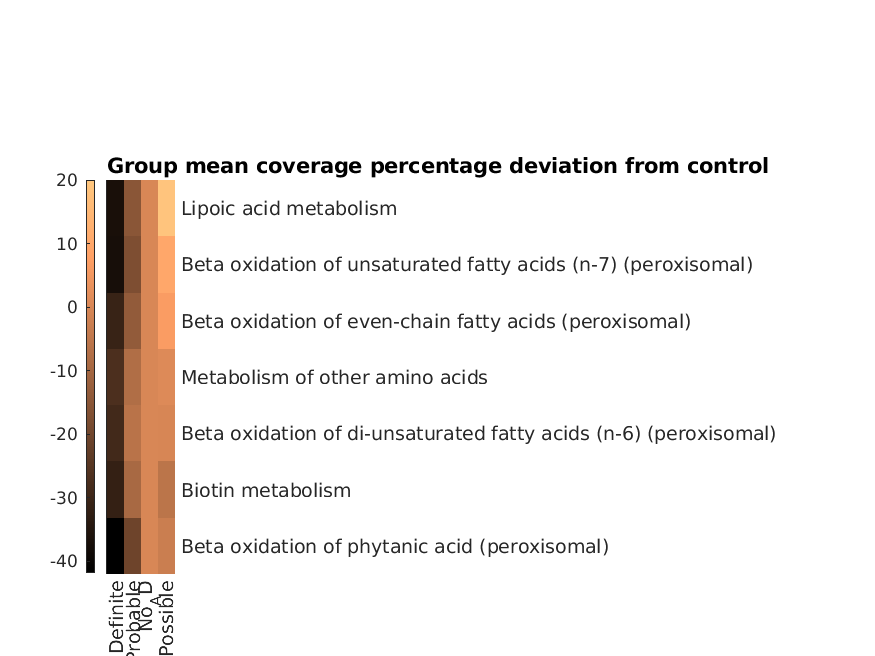 Group mean coverage percentage deviation from control
20
10
0
-10
-20
-30
-40
Lipoic acid metabolism
Beta oxidation of unsaturated fatty acids (n-7) (peroxisomal)
Beta oxidation of even-chain fatty acids (peroxisomal)
Metabolism of other amino acids
Beta oxidation of di-unsaturated fatty acids (n-6) (peroxisomal)
Biotin metabolism
Beta oxidation of phytanic acid (peroxisomal)
Definite
Probable
No_AD
Possible